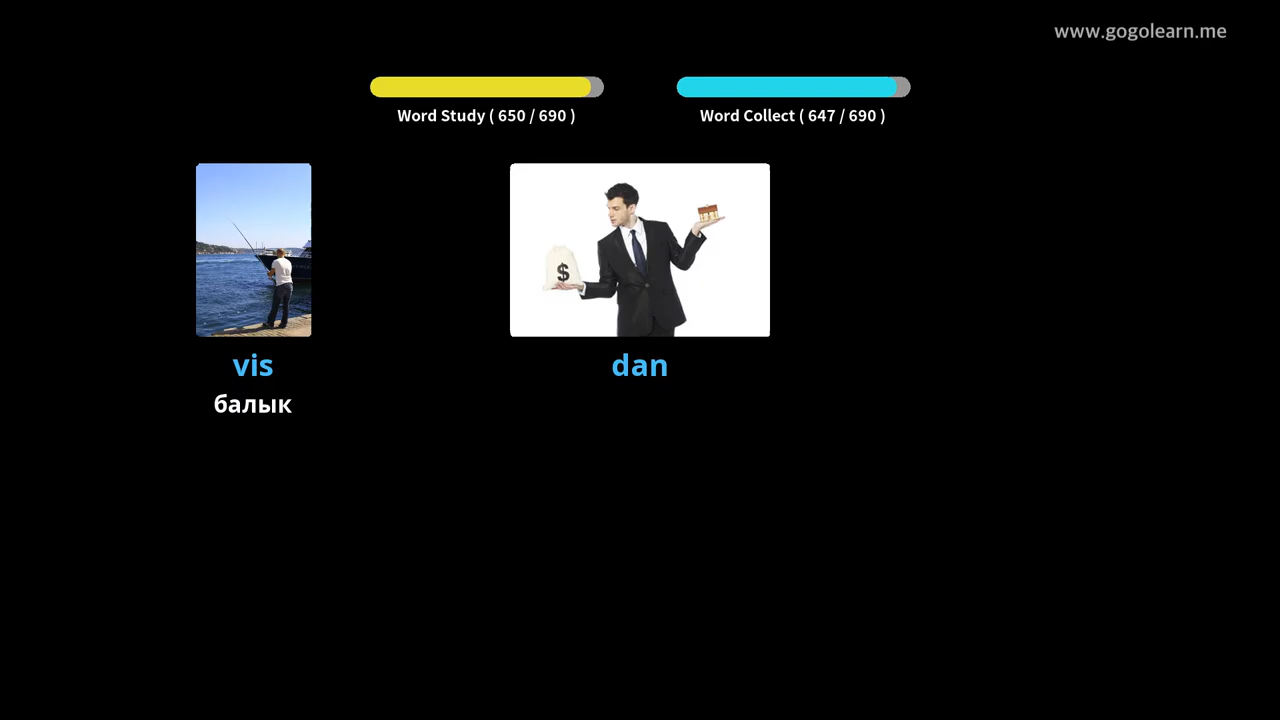 www.gogolearn.me
Word Study ( 650 / 690 )
Word Collect ( 647 / 690 )
$
vis
dan
балык